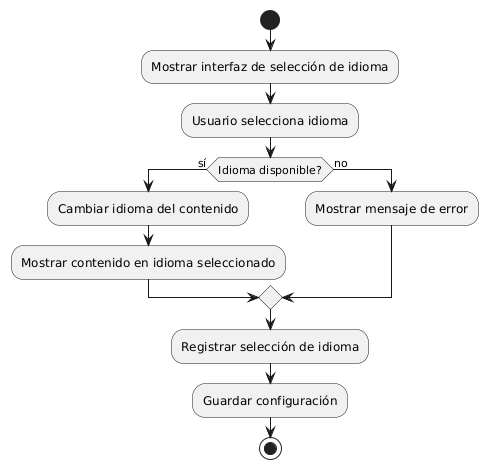 Mostrar interfaz de selección de idioma
Usuario selecciona idioma
sí
Idioma disponible?
no
Cambiar idioma del contenido
Mostrar mensaje de error
Mostrar contenido en idioma seleccionado
Registrar selección de idioma
Guardar configuración